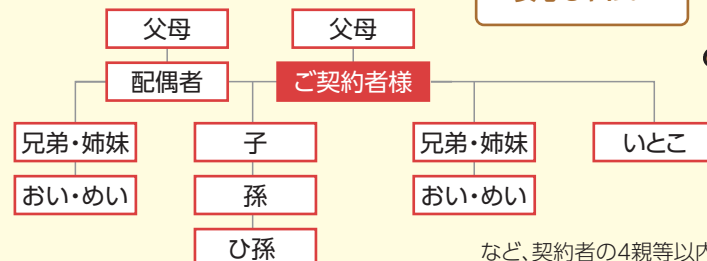 父母
父母
配偶者
ご契約者様
兄弟・姉妹
子
兄弟・姉妹
いとこ
おい・めい
孫
おい・めい
ひ孫
など、契約者の4親等以内